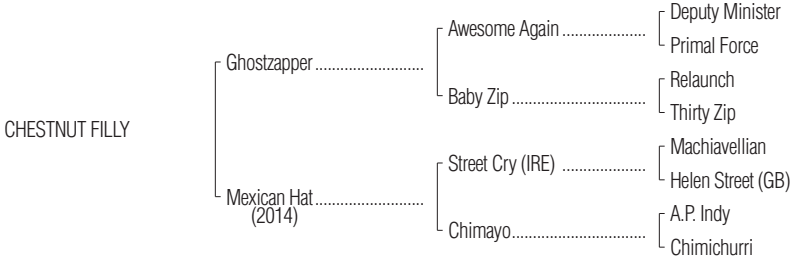 Deputy Minister
Awesome Again ....................
Primal Force
Ghostzapper ..........................
Relaunch
Baby Zip ................................
Thirty Zip
CHESTNUT FILLY
Machiavellian
Street Cry (IRE) ....................
Helen Street (GB)
Mexican Hat ..........................
(2014)
A.P. Indy
Chimayo................................
Chimichurri